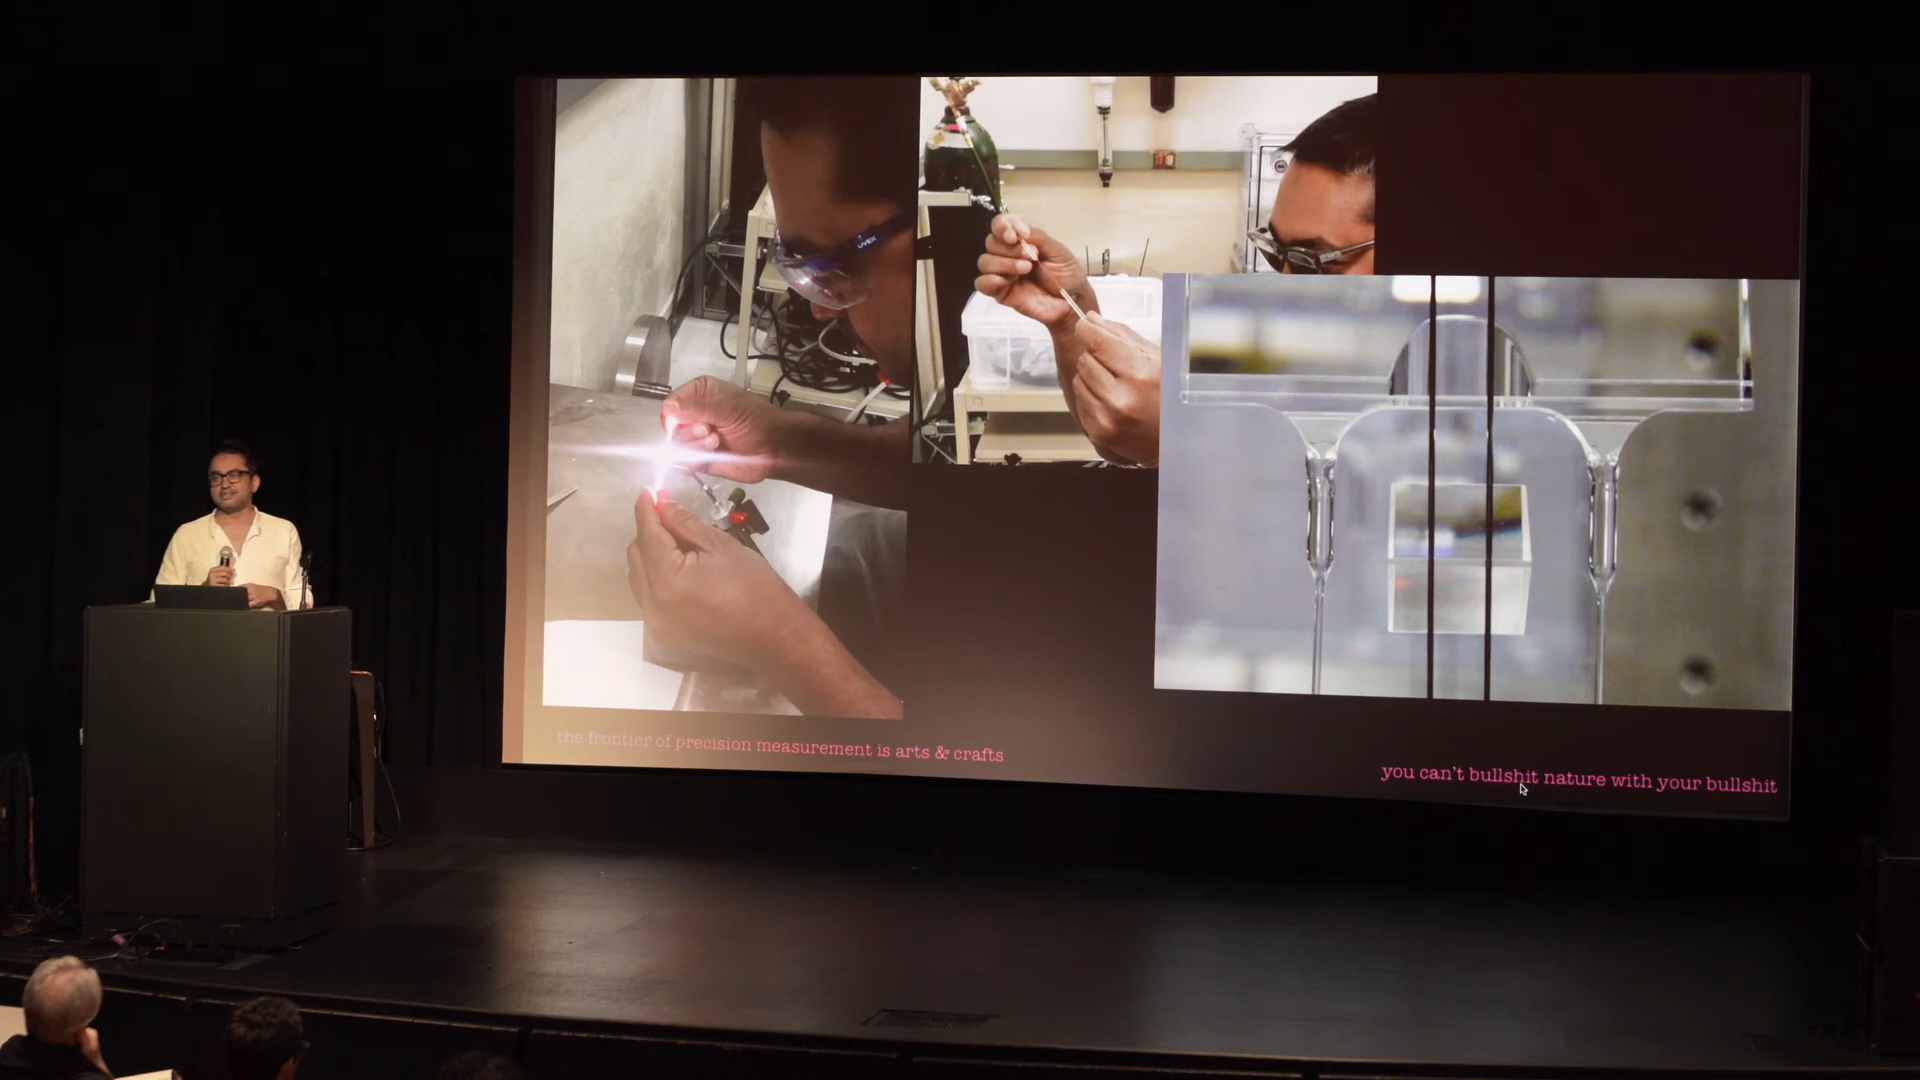 uvex
the frontier of precision measurement is arts & crafts
you can't bullshit nature with your bullshit